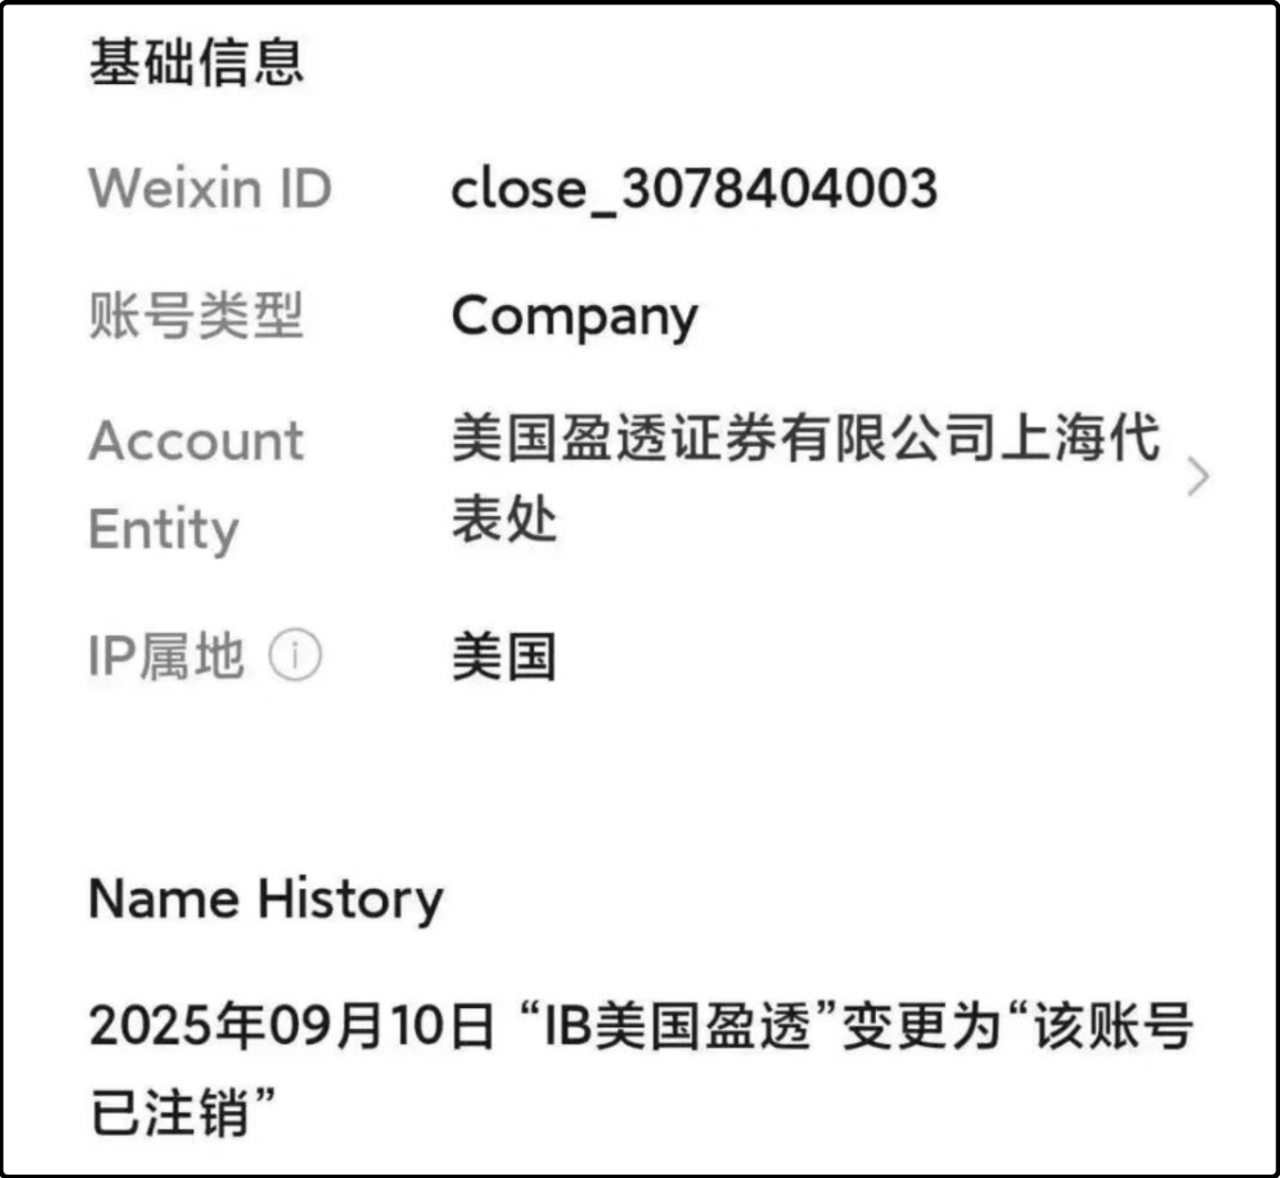 基础信息
Weixin ID close_3078404003
账号类型 Company
Account Entity 美国盈透证券有限公司上海代
表处
IP属地 美国
Name History
2025年09月10日 “IB美国盈透”变更为“该账号
已注销”